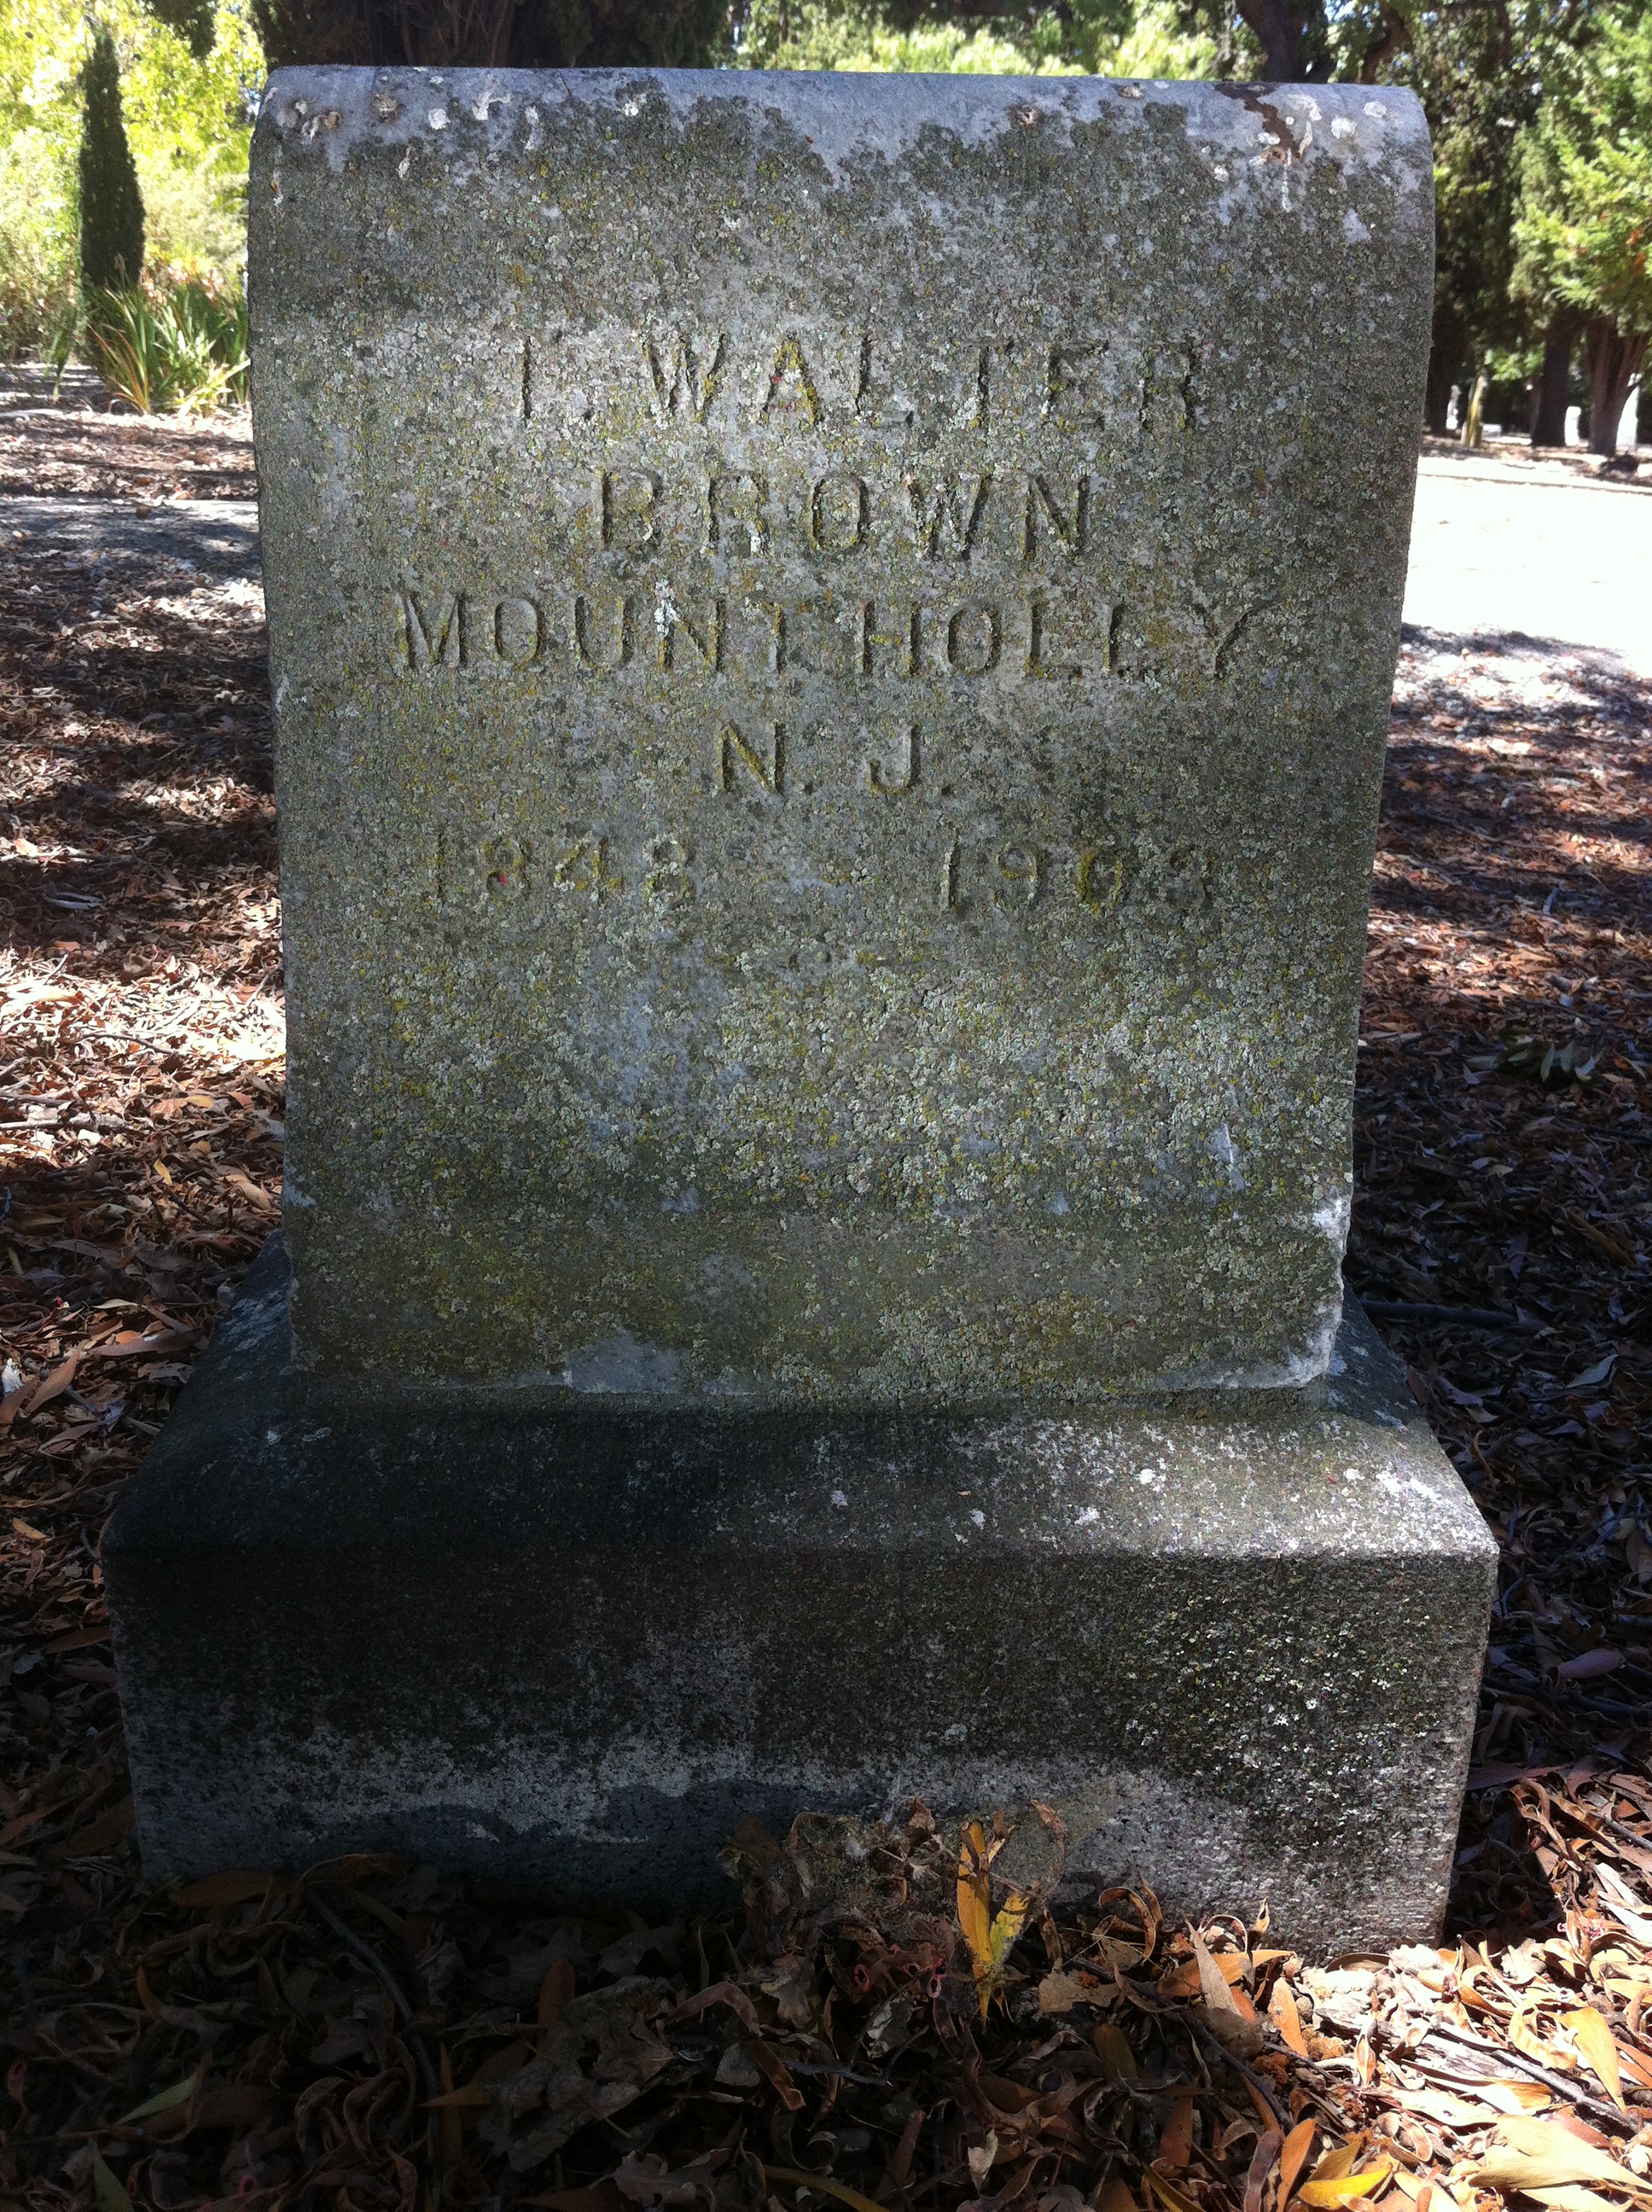 I. WALTER
BROWN
MOUNT HOLLY
N. J.
1848 1903